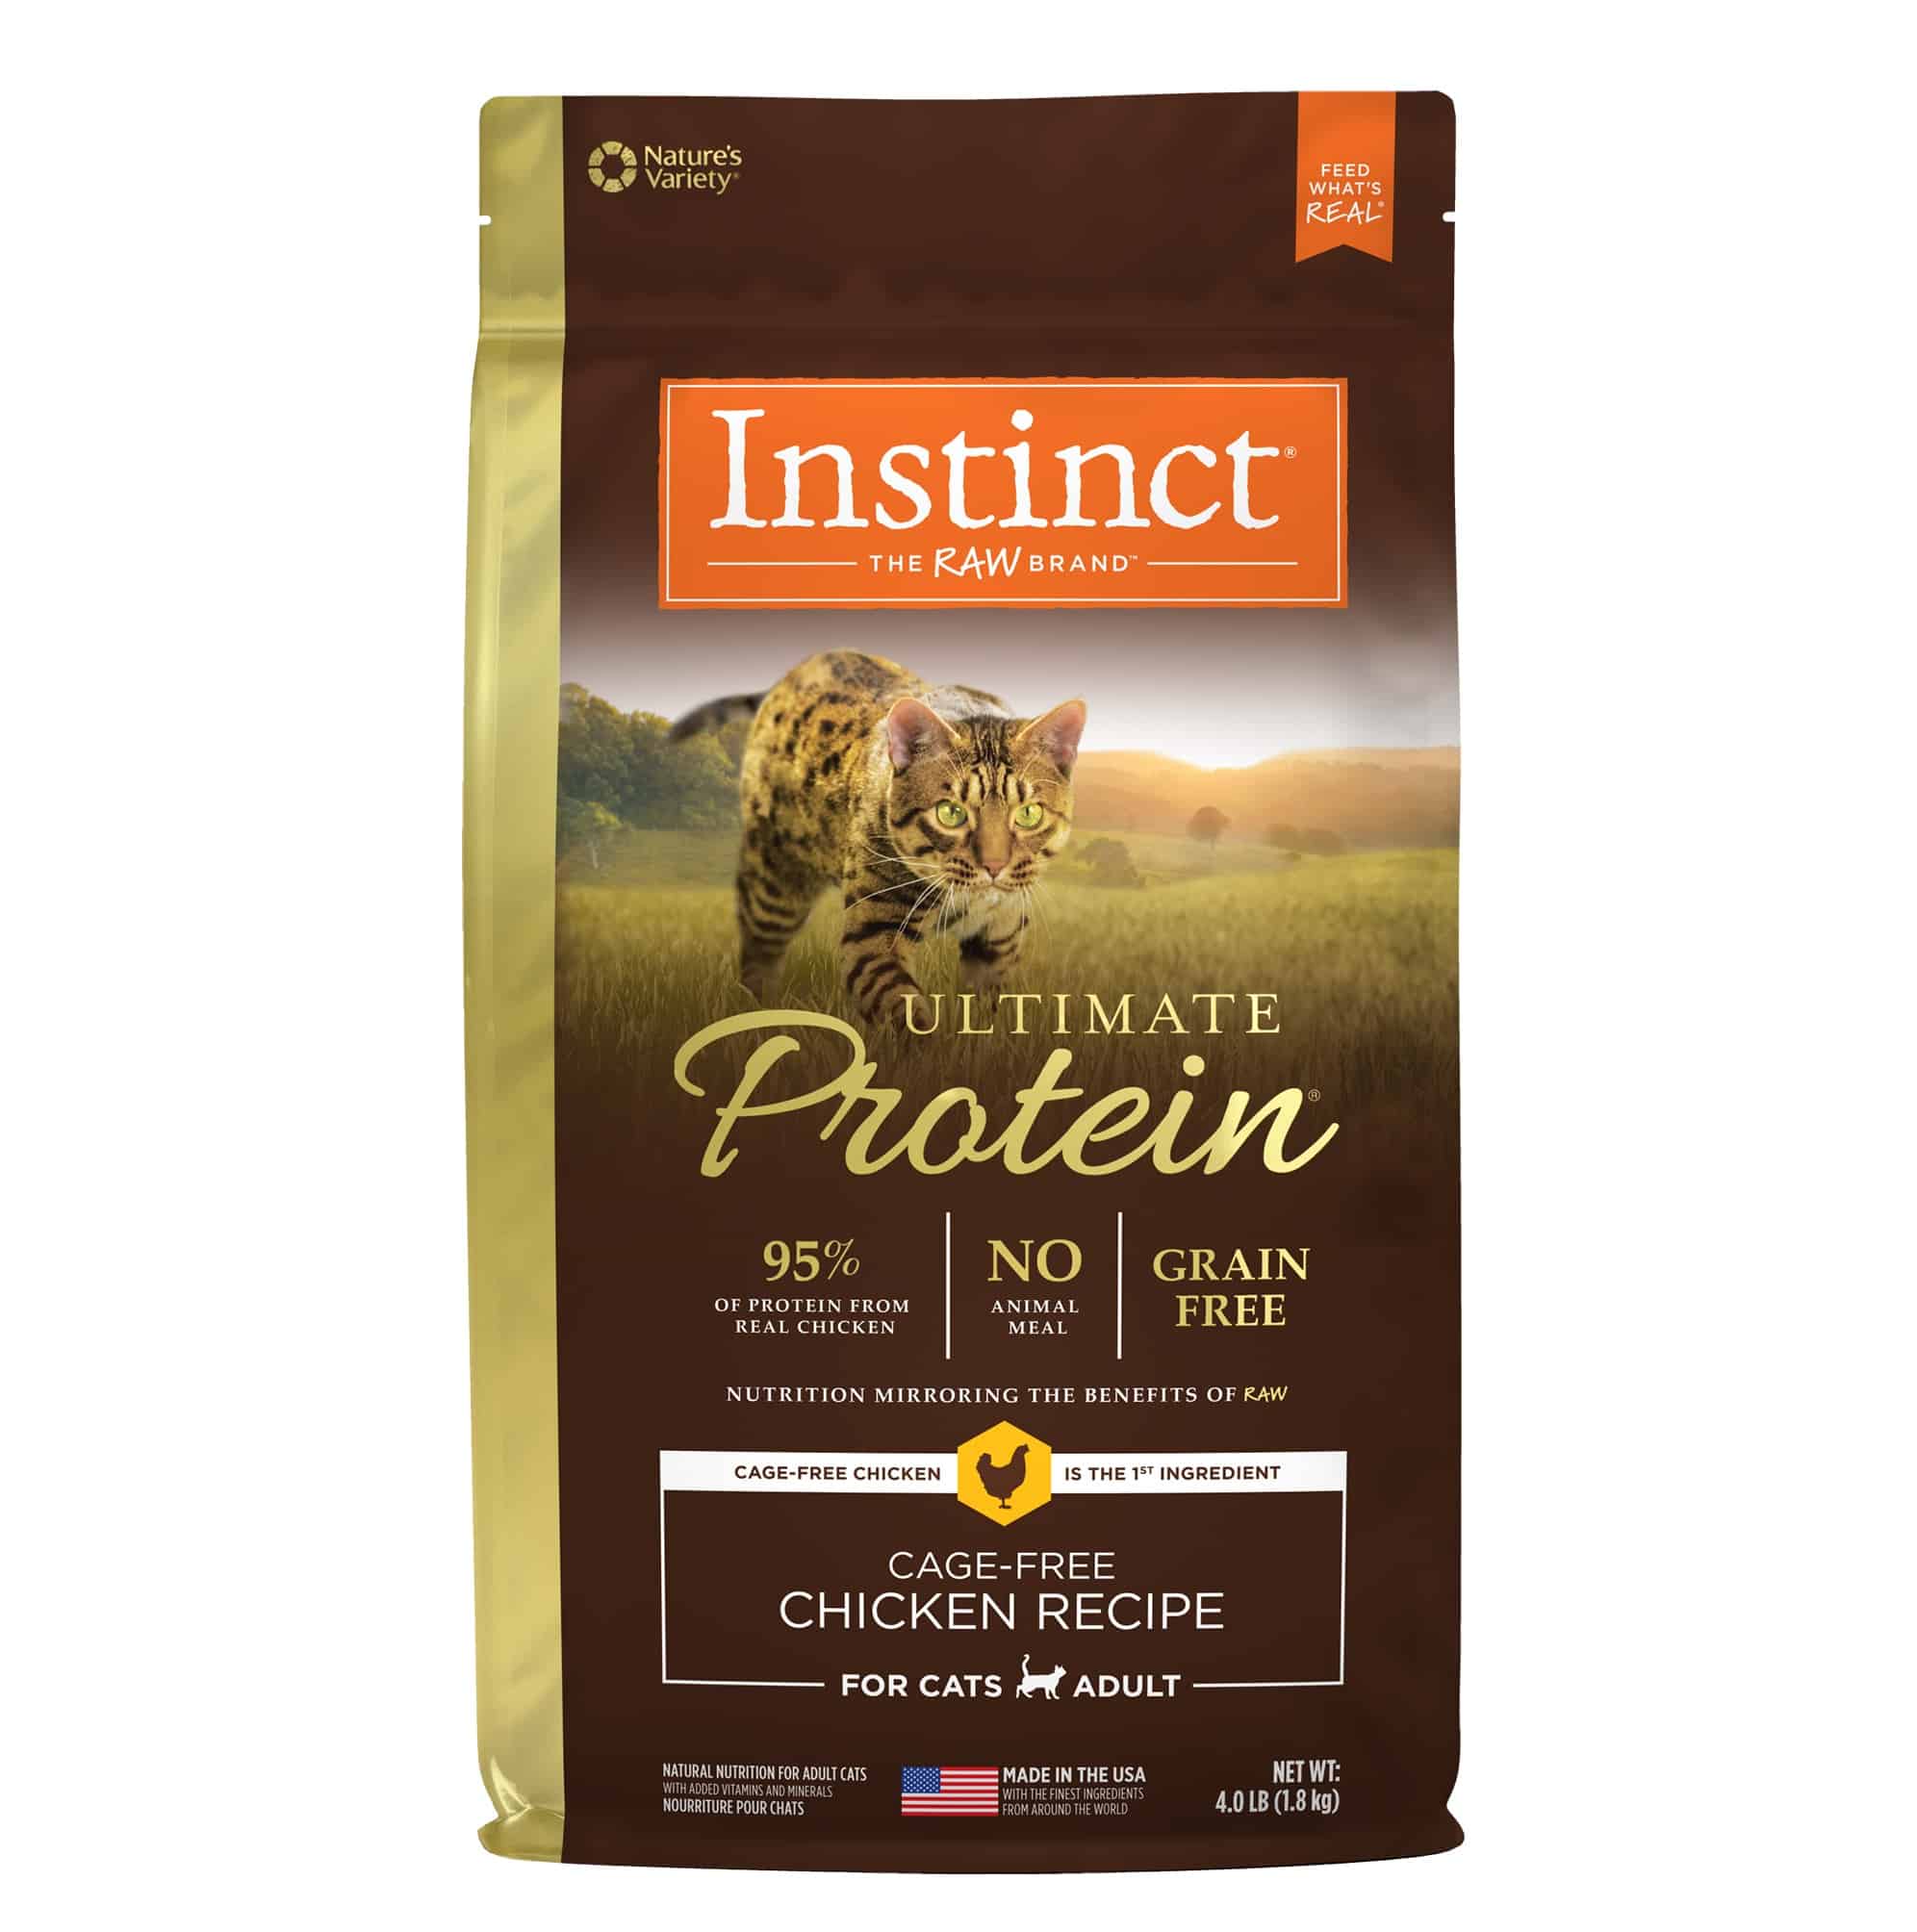 Nature's
Variety®
FEED
WHAT'S
REAL®
Instinct®
THE RAW BRAND™
ULTIMATE
Protein®
95%
OF PROTEIN FROM
REAL CHICKEN
NO
ANIMAL
MEAL
GRAIN
FREE
NUTRITION MIRRORING THE BENEFITS OF RAW
CAGE-FREE CHICKEN IS THE 1ST INGREDIENT
CAGE-FREE
CHICKEN RECIPE
FOR CATS ADULT
NATURAL NUTRITION FOR ADULT CATS
WITH ADDED VITAMINS AND MINERALS
NOURRITURE POUR CHATS
MADE IN THE USA
WITH THE FINEST INGREDIENTS
FROM AROUND THE WORLD
NET WT:
4.0 LB (1.8 kg)